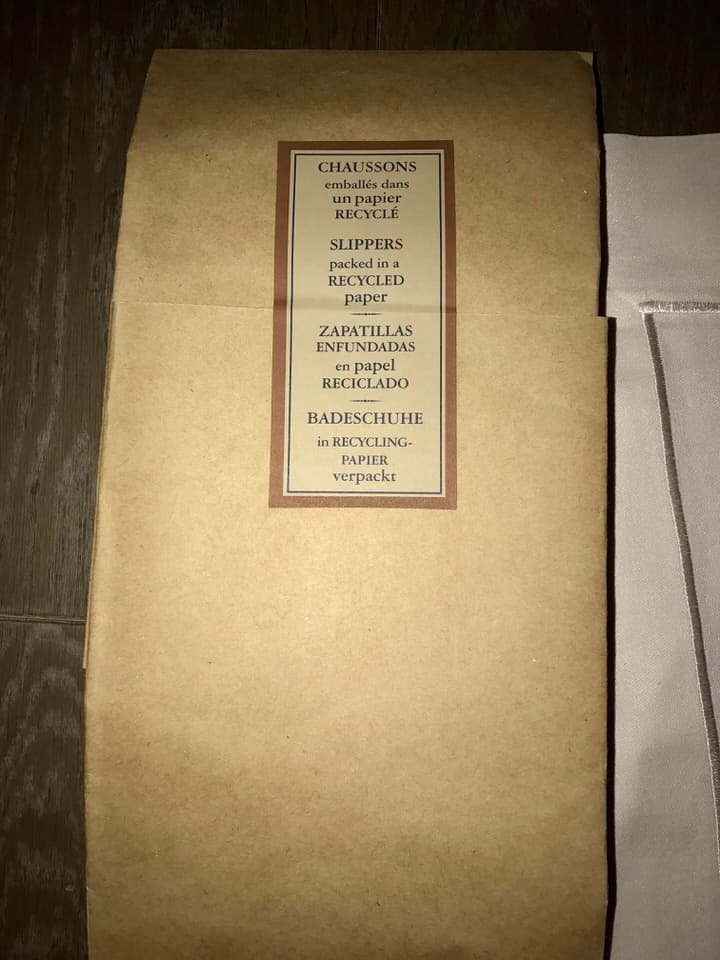 CHAUSSONS
emballés dans
un papier
RECYCLÉ
SLIPPERS
packed in a
RECYCLED
paper
ZAPATILLAS
ENFUNDADAS
en papel
RECICLADO
BADESCHUHE
in RECYCLING-
PAPIER
verpackt